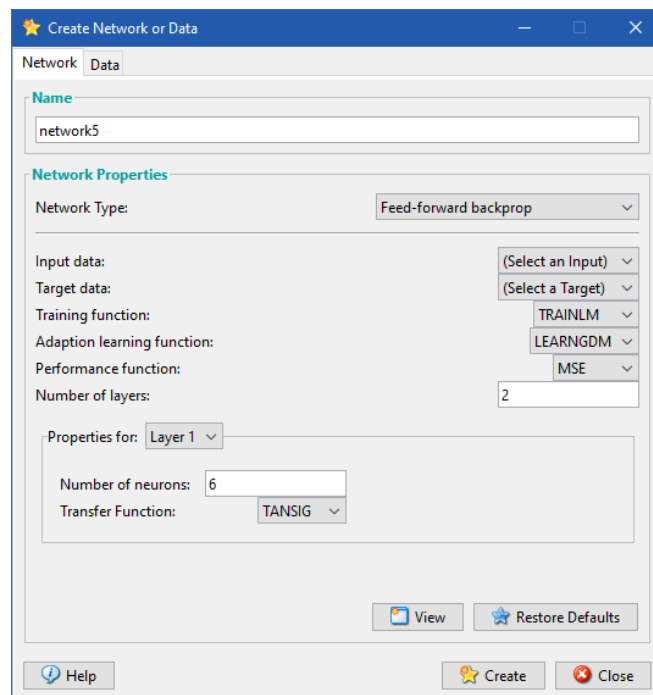 Create Network or Data
Network Data
Name
network5
Network Properties
Network Type: Feed-forward backprop
Input data: (Select an Input)
Target data: (Select a Target)
Training function: TRAINLM
Adaption learning function: LEARNGDM
Performance function: MSE
Number of layers: 2
Properties for: Layer 1
Number of neurons: 6
Transfer Function: TANSIG
View Restore Defaults
Help Create Close